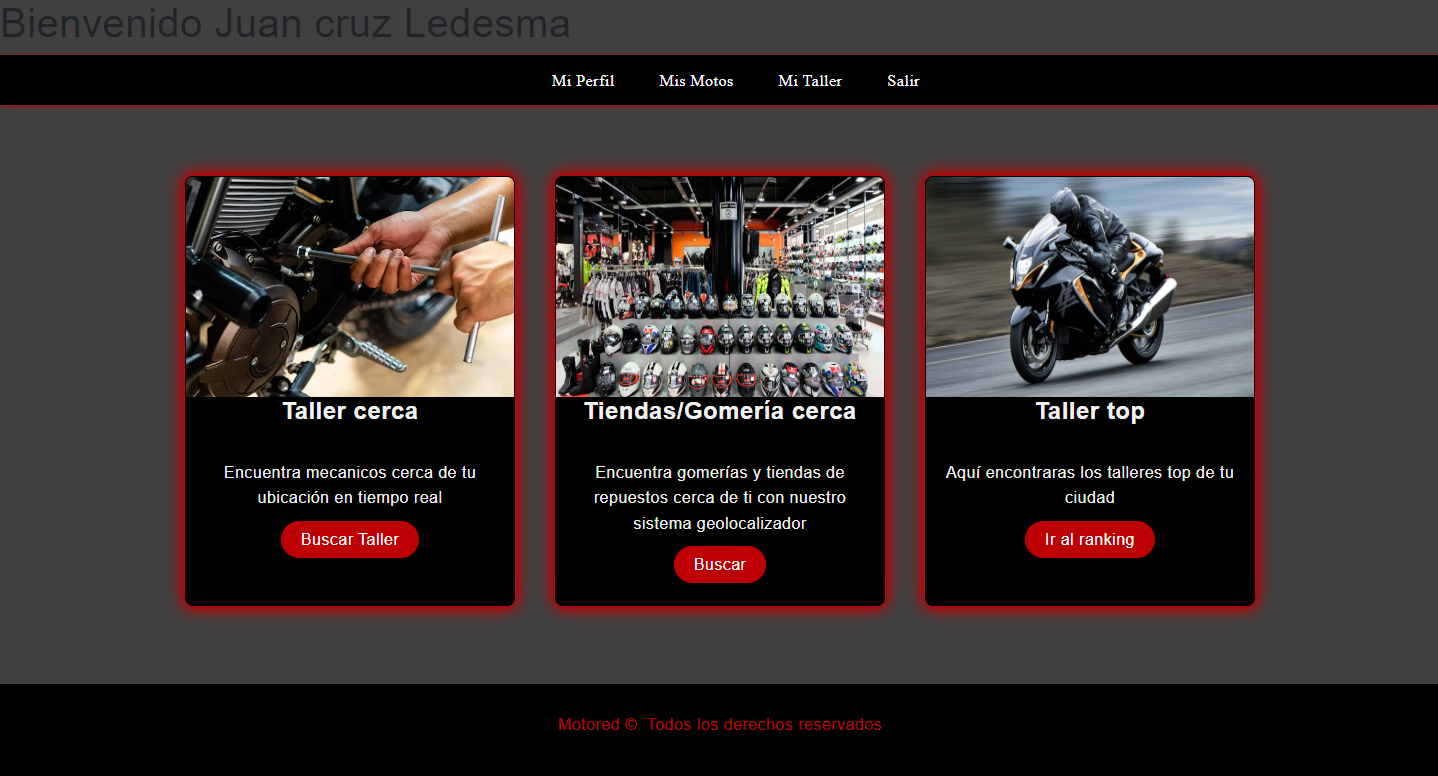 Bienvenido Juan cruz Ledesma
Mi Perfil
Mis Motos
Mi Taller
Salir
Taller cerca
Encuentra mecanicos cerca de tu
ubicación en tiempo real
Buscar Taller
Tiendas/Gomería cerca
Encuentra gomerías y tiendas de
repuestos cerca de ti con nuestro
sistema geolocalizador
Buscar
Taller top
Aquí encontraras los talleres top de tu
ciudad
Ir al ranking
Motored ©. Todos los derechos reservados